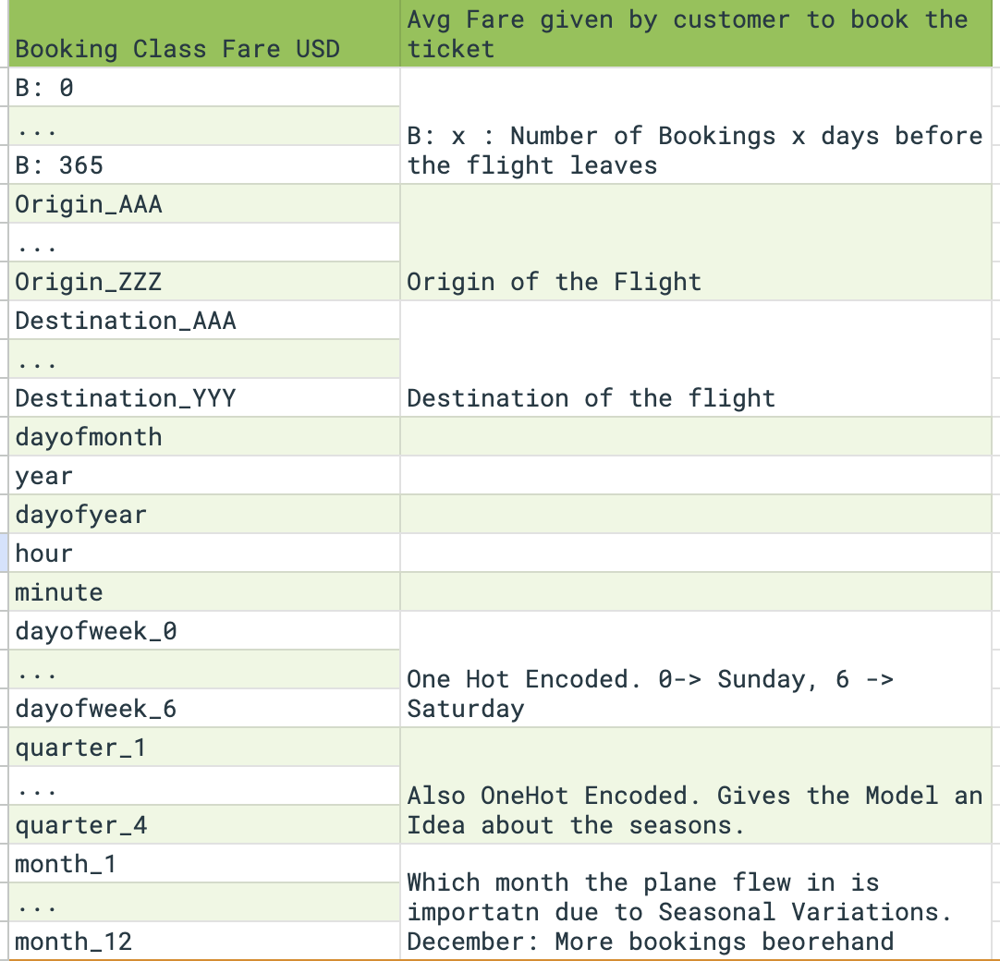 Booking Class Fare USD
Avg Fare given by customer to book the
ticket
B: 0
...
B: 365
B: x : Number of Bookings x days before
the flight leaves
Origin_AAA
...
Origin_ZZZ
Origin of the Flight
Destination_AAA
...
Destination_YYY
Destination of the flight
dayofmonth
year
dayofyear
hour
minute
dayofweek_0
...
dayofweek_6
One Hot Encoded. 0-> Sunday, 6 ->
Saturday
quarter_1
...
quarter_4
Also OneHot Encoded. Gives the Model an
Idea about the seasons.
month_1
...
month_12
Which month the plane flew in is
importatn due to Seasonal Variations.
December: More bookings beorehand